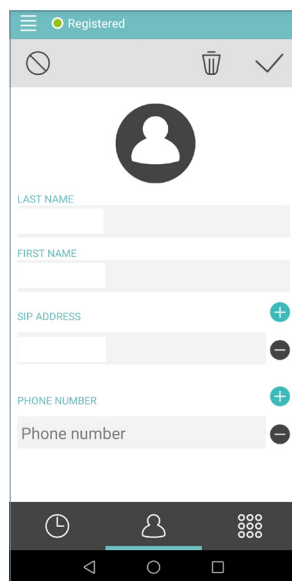 Registered
LAST NAME
FIRST NAME
SIP ADDRESS
PHONE NUMBER
Phone number